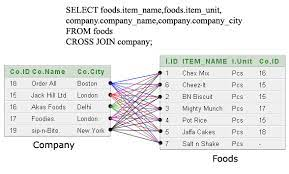 SELECT foods.item_name,foods.item_unit,
company.company_name,company.company_city
FROM foods
CROSS JOIN company;
Co.ID Co.Name Co.City
18 Order All Boston
15 Jack Hill Ltd London
16 Akas Foods Delhi
17 Foodies. London
19 sip-n-Bite. New York
Company
I.ID ITEM_NAME I.Unit Co.ID
1 Chex Mix Pcs 16
6 Cheez-It Pcs 15
2 BN Biscuit Pcs 15
3 Mighty Munch Pcs 17
4 Pot Rice Pcs 15
5 Jaffa Cakes Pcs 18
7 Salt n Shake Pcs -
Foods